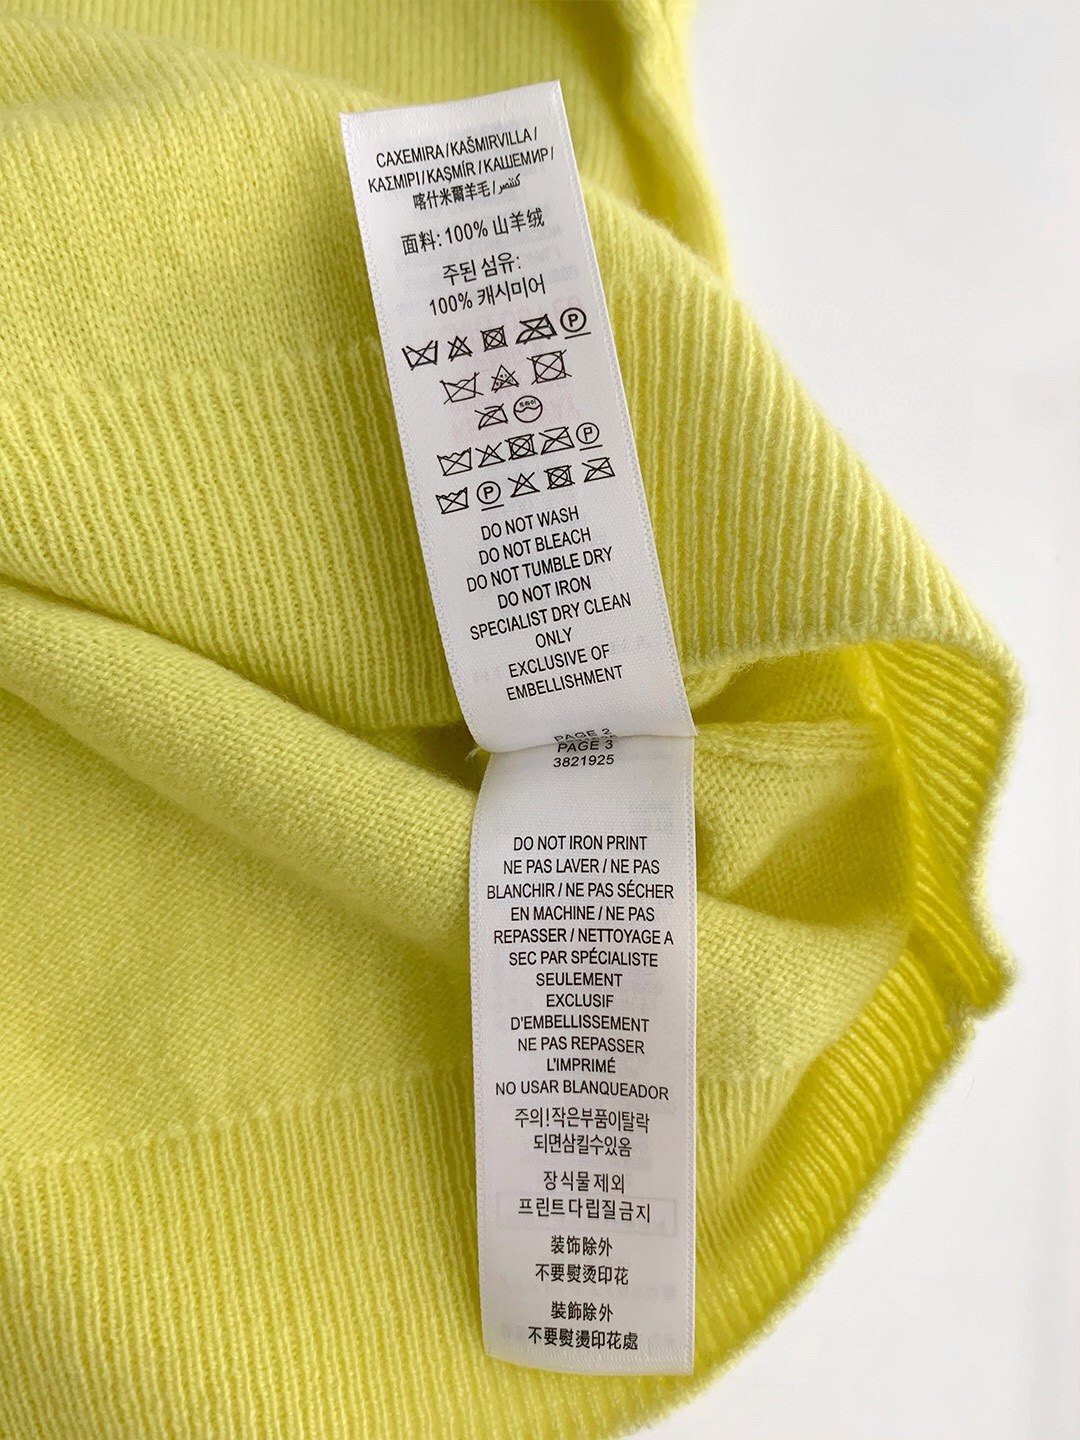 CAXEMIRA / KAŠMIRVILLA /
ΚΑΣΜΙΡΙ / KAŞMİR / КАШЕМИР /
喀什米爾羊毛 / كشمير
面料: 100% 山羊绒
주된 섬유:
100% 캐시미어
P
드라이
P
P
DO NOT WASH
DO NOT BLEACH
DO NOT TUMBLE DRY
DO NOT IRON
SPECIALIST DRY CLEAN
ONLY
EXCLUSIVE OF
EMBELLISHMENT
PAGE 2
PAGE 3
3821925
DO NOT IRON PRINT
NE PAS LAVER / NE PAS
BLANCHIR / NE PAS SÉCHER
EN MACHINE / NE PAS
REPASSER / NETTOYAGE A
SEC PAR SPÉCIALISTE
SEULEMENT
EXCLUSIF
D'EMBELLISSEMENT
NE PAS REPASSER
L'IMPRIMÉ
NO USAR BLANQUEADOR
주의!작은부품이탈락
되면삼킬수있음
장식물제외
프린트다림질금지
装饰除外
不要熨烫印花
裝飾除外
不要熨燙印花處